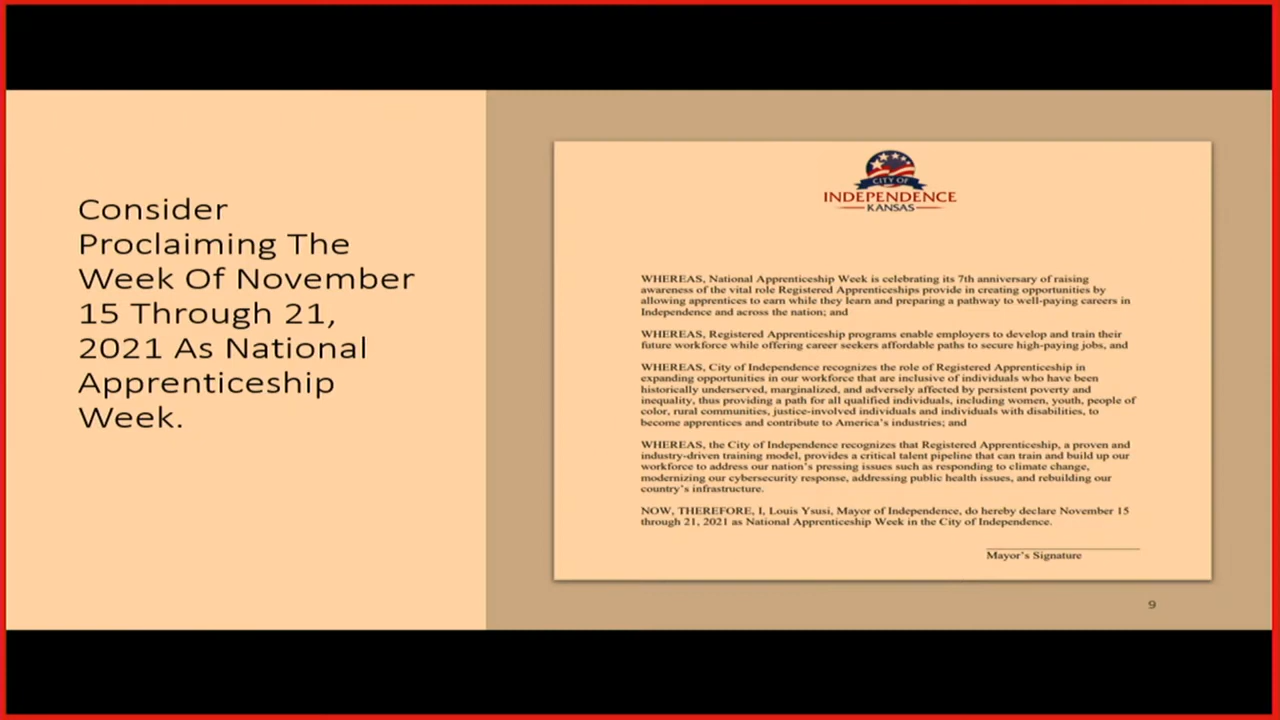 Consider
Proclaiming The
Week Of November
15 Through 21,
2021 As National
Apprenticeship
Week.
CITY OF
INDEPENDENCE
KANSAS
WHEREAS, National Apprenticeship Week is celebrating its 7th anniversary of raising
awareness of the vital role Registered Apprenticeships provide in creating opportunities by
allowing apprentices to earn while they learn and preparing a pathway to well-paying careers in
Independence and across the nation; and
WHEREAS, Registered Apprenticeship programs enable employers to develop and train their
future workforce while offering career seekers affordable paths to secure high-paying jobs, and
WHEREAS, City of Independence recognizes the role of Registered Apprenticeship in
expanding opportunities in our workforce that are inclusive of individuals who have been
historically underserved, marginalized, and adversely affected by persistent poverty and
inequality, thus providing a path for all qualified individuals, including women, youth, people of
color, rural communities, justice-involved individuals and individuals with disabilities, to
become apprentices and contribute to America's industries; and
WHEREAS, the City of Independence recognizes that Registered Apprenticeship, a proven and
industry-driven training model, provides a critical talent pipeline that can train and build up our
workforce to address our nation's pressing issues such as responding to climate change,
modernizing our cybersecurity response, addressing public health issues, and rebuilding our
country's infrastructure.
NOW, THEREFORE, I, Louis Ysusi, Mayor of Independence, do hereby declare November 15
through 21, 2021 as National Apprenticeship Week in the City of Independence.
Mayor's Signature
9